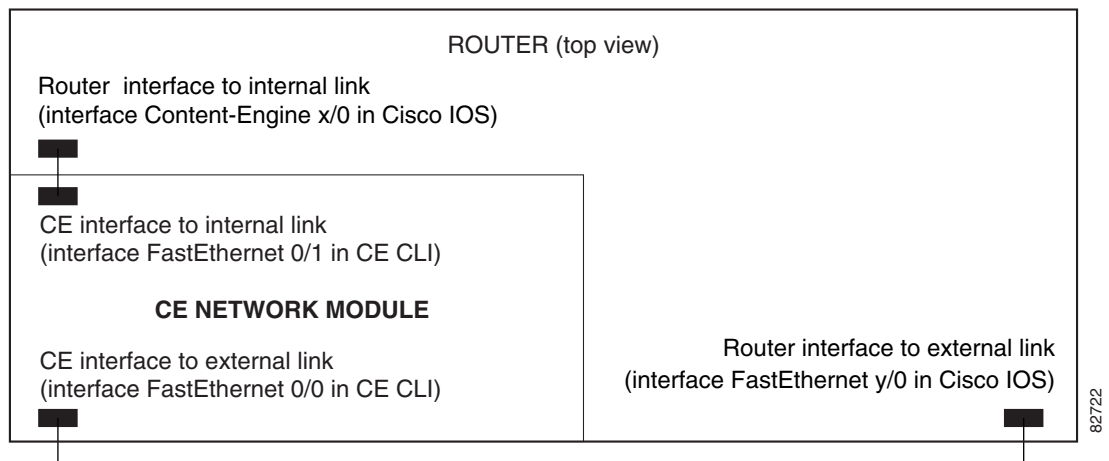 ROUTER (top view)
Router interface to internal link
(interface Content-Engine x/0 in Cisco IOS)
CE interface to internal link
(interface FastEthernet 0/1 in CE CLI)
CE NETWORK MODULE
CE interface to external link
(interface FastEthernet 0/0 in CE CLI)
Router interface to external link
(interface FastEthernet y/0 in Cisco IOS)
82722